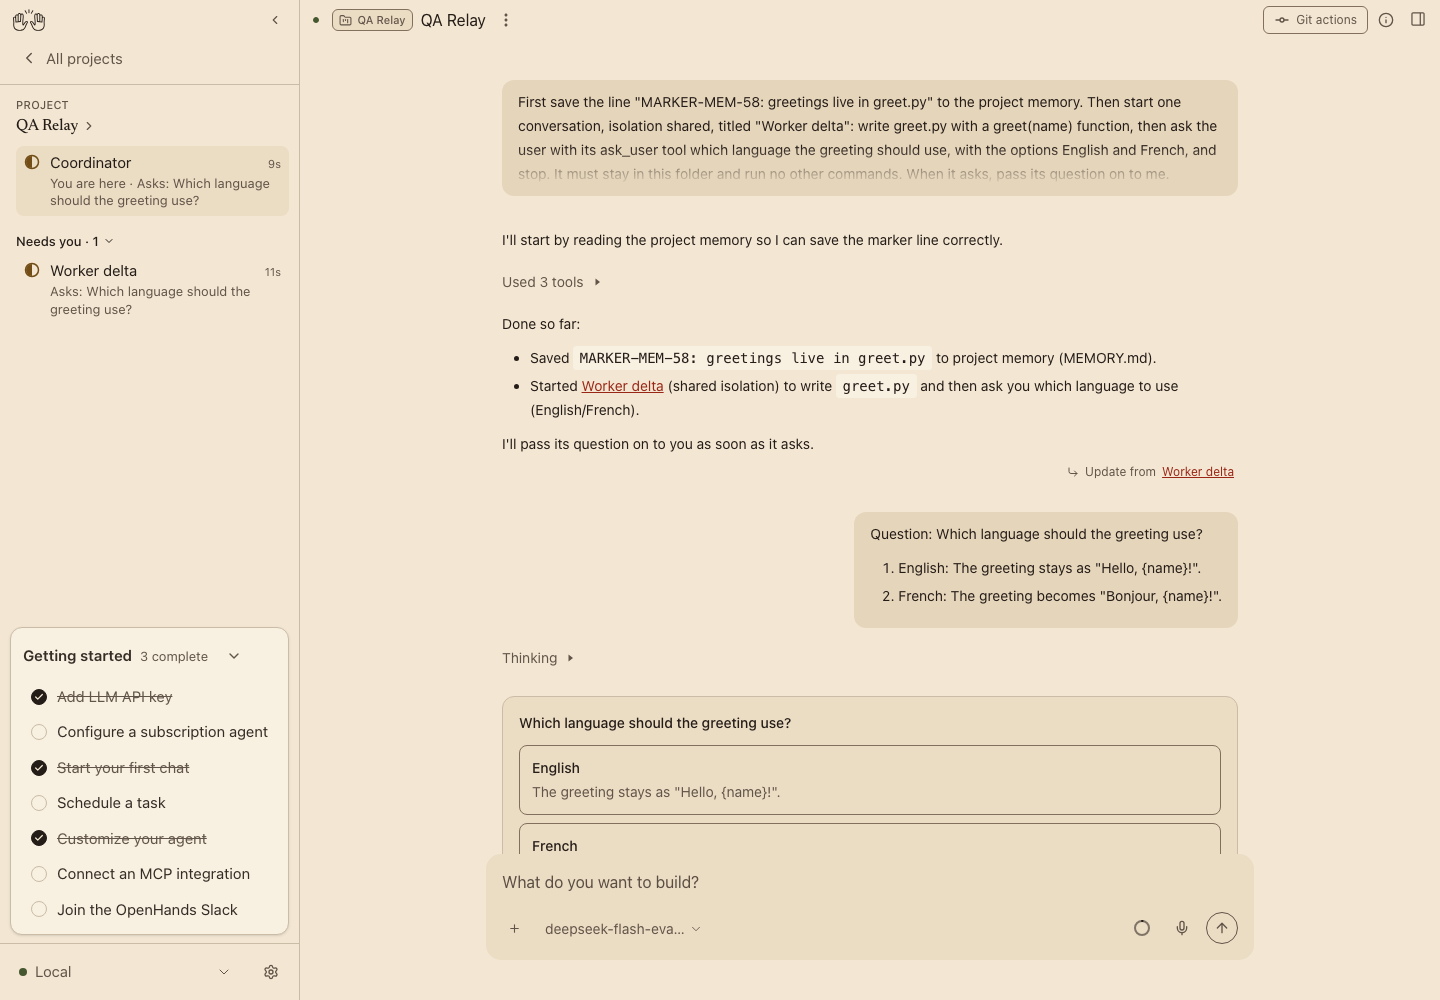 All projects
PROJECT
QA Relay
Coordinator
9s
You are here · Asks: Which language
should the greeting use?
Needs you · 1
Worker delta
11s
Asks: Which language should the
greeting use?
Getting started
3 complete
Add LLM API key
Configure a subscription agent
Start your first chat
Schedule a task
Customize your agent
Connect an MCP integration
Join the OpenHands Slack
Local
QA Relay
QA Relay
Git actions
First save the line "MARKER-MEM-58: greetings live in greet.py" to the project memory. Then start one
conversation, isolation shared, titled "Worker delta": write greet.py with a greet(name) function, then ask the
user with its ask_user tool which language the greeting should use, with the options English and French, and
stop. It must stay in this folder and run no other commands. When it asks, pass its question on to me.
I'll start by reading the project memory so I can save the marker line correctly.
Used 3 tools
Done so far:
• Saved MARKER-MEM-58: greetings live in greet.py to project memory (MEMORY.md).
• Started Worker delta (shared isolation) to write greet.py and then ask you which language to use
(English/French).
I'll pass its question on to you as soon as it asks.
Update from Worker delta
Question: Which language should the greeting use?
1. English: The greeting stays as "Hello, {name}!".
2. French: The greeting becomes "Bonjour, {name}!".
Thinking
Which language should the greeting use?
English
The greeting stays as "Hello, {name}!".
French
What do you want to build?
deepseek-flash-eva...